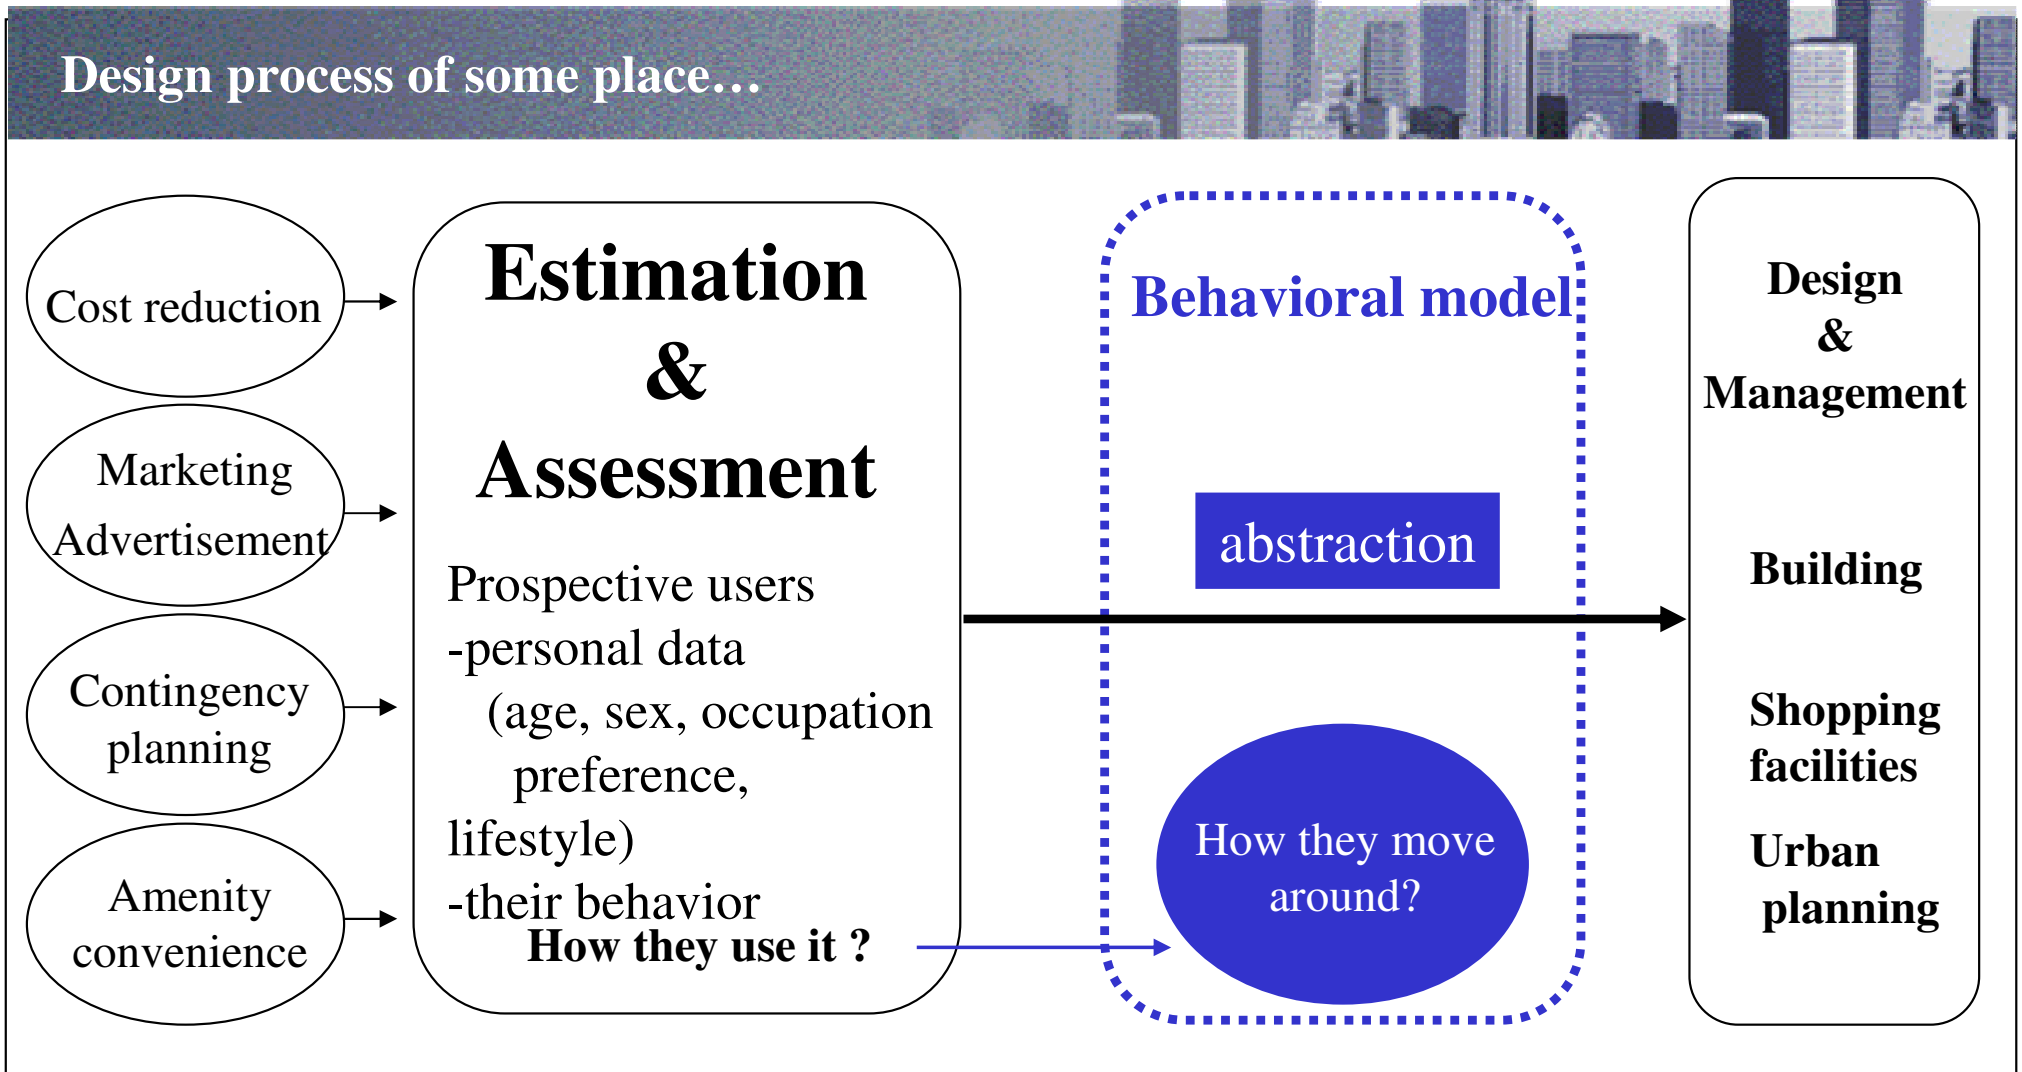 Design process of some place…
Cost reduction
Marketing
Advertisement
Contingency
planning
Amenity
convenience
Estimation
&
Assessment
Prospective users
-personal data
(age, sex, occupation
preference,
lifestyle)
-their behavior
How they use it ?
Behavioral model
abstraction
How they move
around?
Design
&
Management
Building
Shopping
facilities
Urban
planning